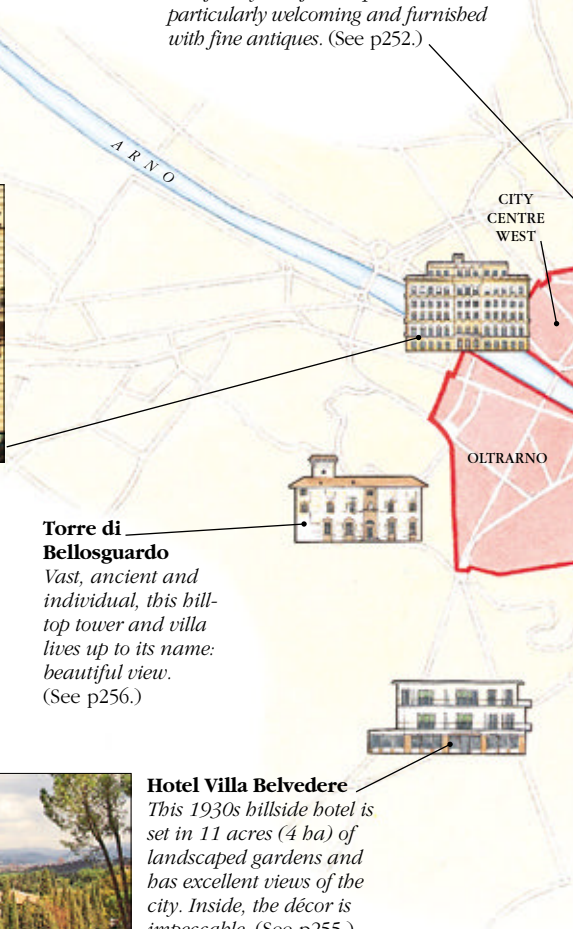 particularly welcoming and furnished
with fine antiques. (See p252.)
ARNO
CITY
CENTRE
WEST
OLTRARNO
Torre di
Bellosguardo
Vast, ancient and
individual, this hill-
top tower and villa
lives up to its name:
beautiful view.
(See p256.)
Hotel Villa Belvedere
This 1930s hillside hotel is
set in 11 acres (4 ha) of
landscaped gardens and
has excellent views of the
city. Inside, the décor is
impeccable. (See p255.)